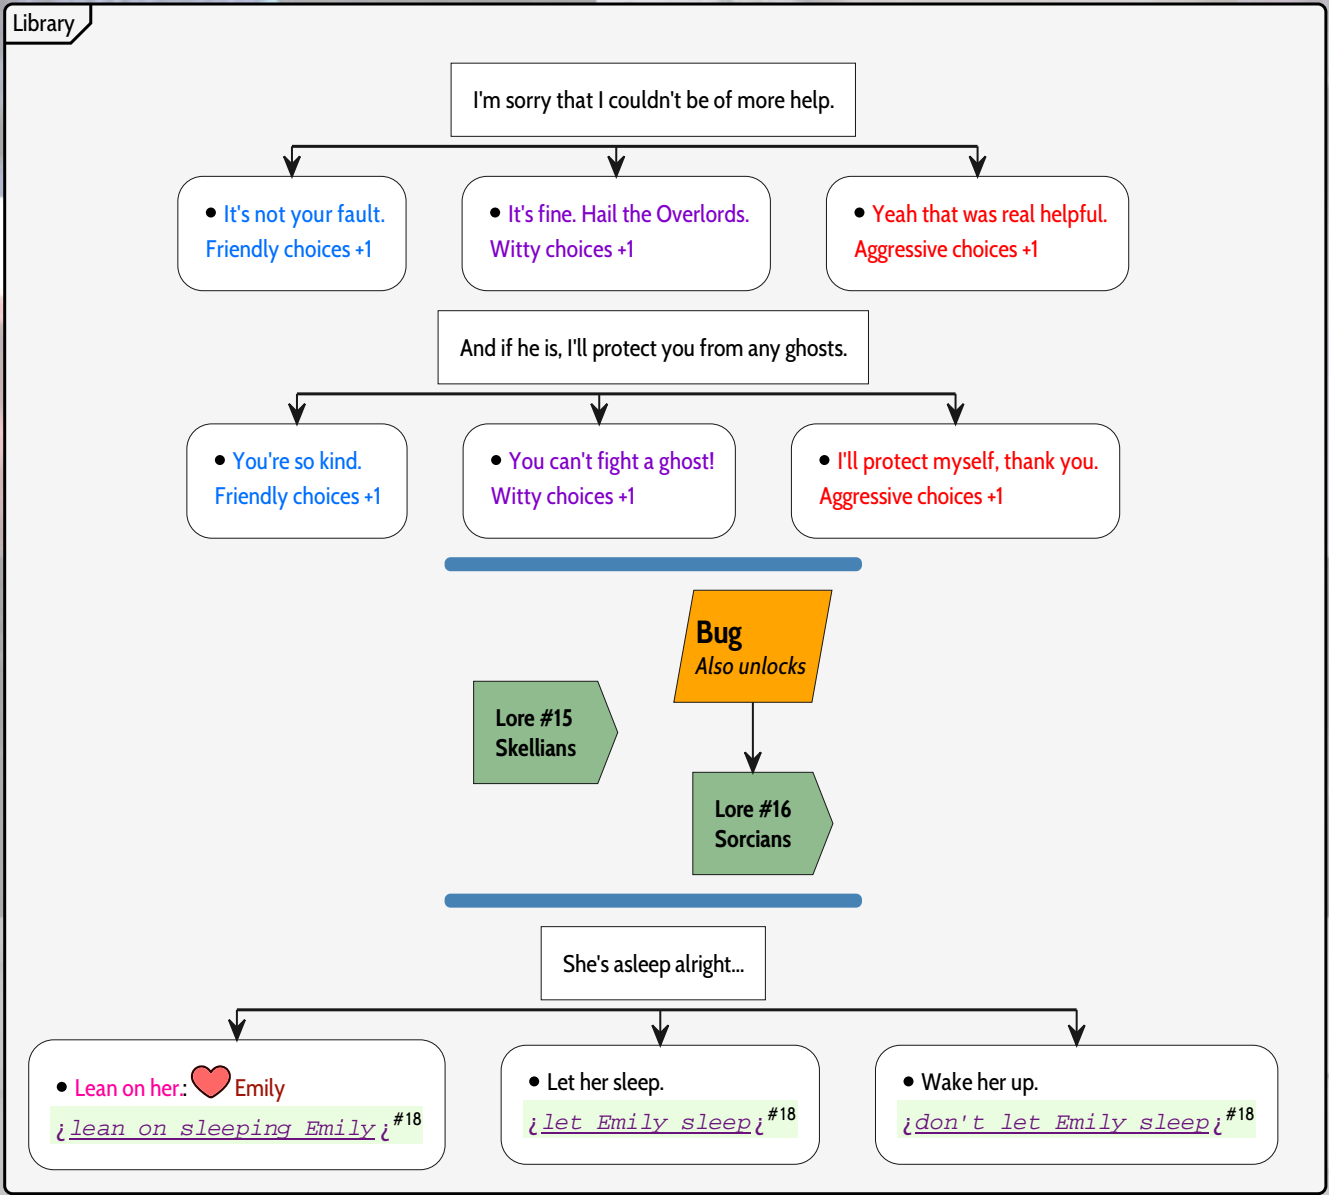 Library
I'm sorry that I couldn't be of more help.
• It's not your fault.
Friendly choices +1
• It's fine. Hail the Overlords.
Witty choices +1
• Yeah that was real helpful.
Aggressive choices +1
And if he is, I'll protect you from any ghosts.
• You're so kind.
Friendly choices +1
• You can't fight a ghost!
Witty choices +1
• I'll protect myself, thank you.
Aggressive choices +1
Bug
Also unlocks
Lore #15
Skellians
Lore #16
Sorcians
She's asleep alright...
• Lean on her.: Emily
¿lean on sleeping Emily¿#18
• Let her sleep.
¿let Emily sleep¿#18
• Wake her up.
¿don't let Emily sleep¿#18